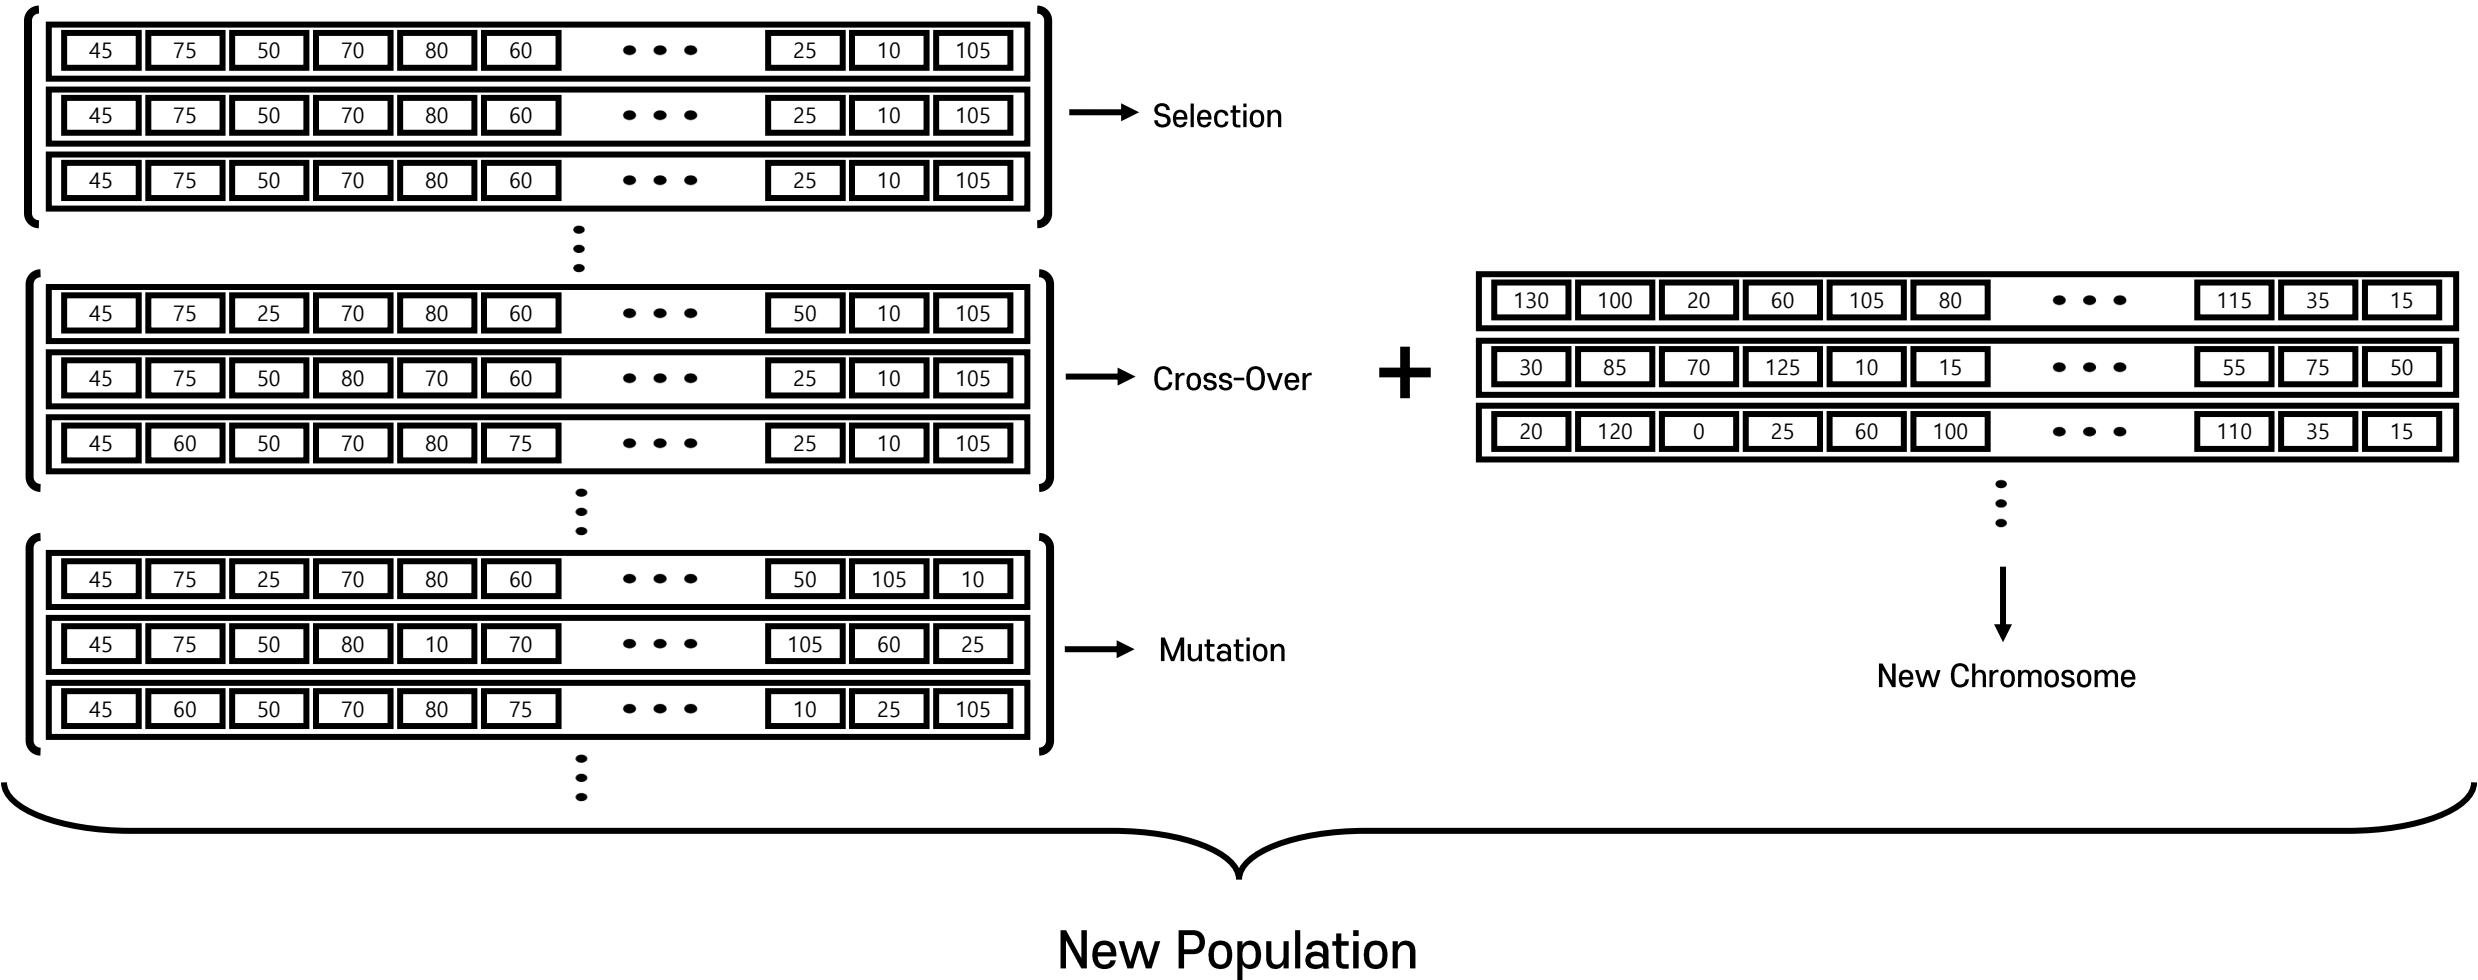 45 75 50 70 80 60 • • • 25 10 105
45 75 50 70 80 60 • • • 25 10 105
45 75 50 70 80 60 • • • 25 10 105
Selection
45 75 25 70 80 60 • • • 50 10 105
45 75 50 80 70 60 • • • 25 10 105
45 60 50 70 80 75 • • • 25 10 105
Cross-Over
+
45 75 25 70 80 60 • • • 50 105 10
45 75 50 80 10 70 • • • 105 60 25
45 60 50 70 80 75 • • • 10 25 105
Mutation
130 100 20 60 105 80 • • • 115 35 15
30 85 70 125 10 15 • • • 55 75 50
20 120 0 25 60 100 • • • 110 35 15
New Chromosome
New Population